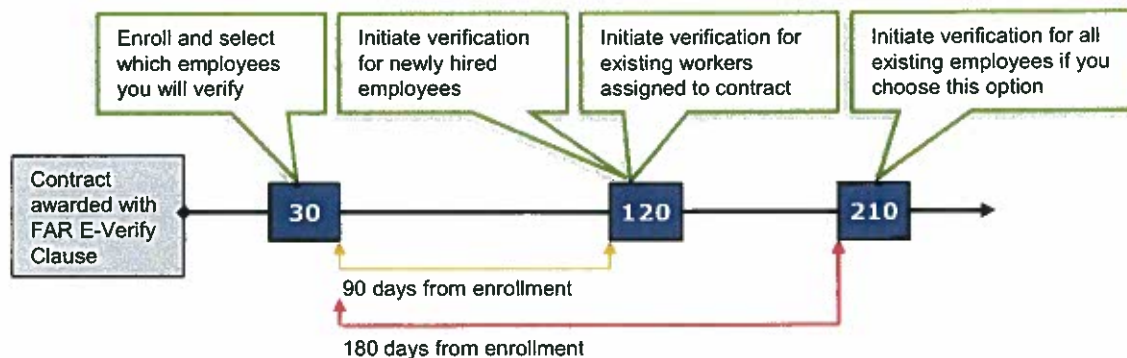 Enroll and select
which employees
you will verify
Initiate verification
for newly hired
employees
Initiate verification for
existing workers
assigned to contract
Initiate verification for all
existing employees if you
choose this option
Contract
awarded with
FAR E-Verify
Clause
30
120
210
90 days from enrollment
180 days from enrollment